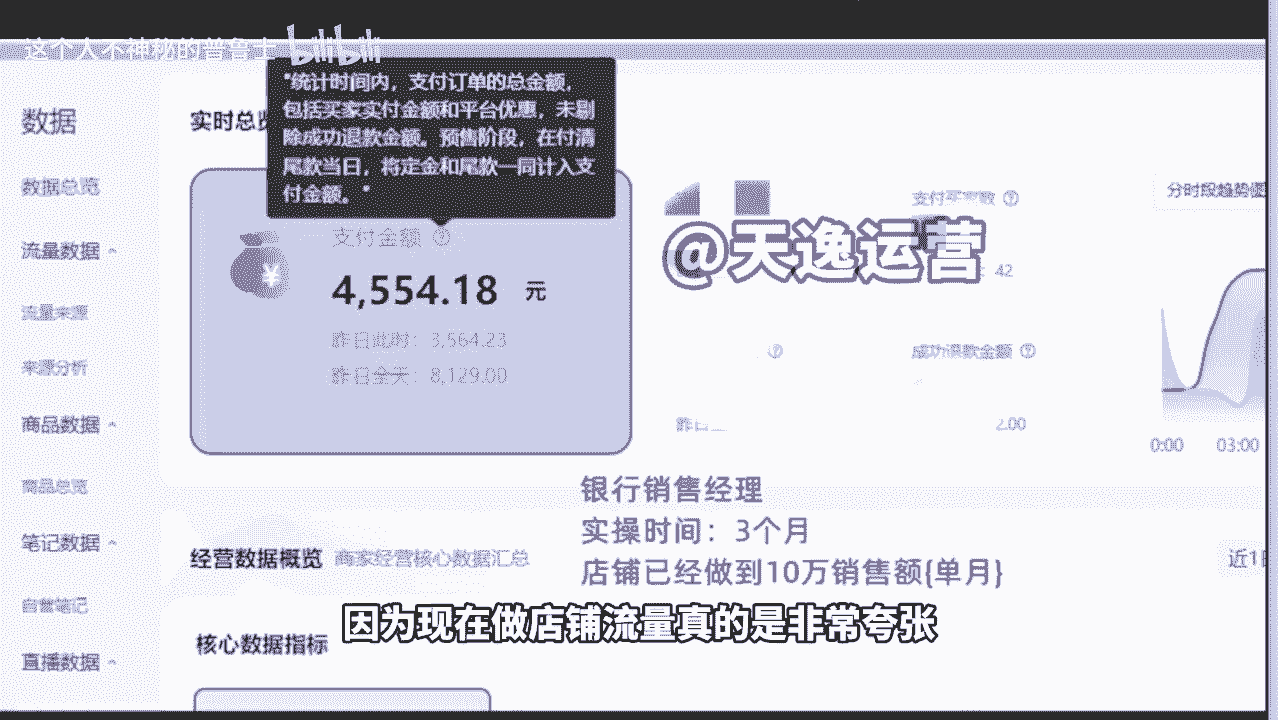 这个人不神秘的普鲁士 bilibili
"统计时间内，支付订单的总金额，
包括买家实付金额和平台优惠，未剔
除成功退款金额。预售阶段，在付清
尾款当日，将定金和尾款一同计入支
付金额。"
数据
实时总览
数据总览
流量数据
流量来源
来源分析
商品数据
商品总览
笔记数据
自营笔记
直播数据
支付金额
4,554.18 元
昨日此时：3,564.23
昨日全天：8,129.00
支付买家数
@天逸运营
: 42
成功退款金额
昨日
2.00
分时段趋势图
0:00 03:00
银行销售经理
实操时间：3个月
店铺已经做到10万销售额{单月}
经营数据概览 商家经营核心数据汇总
近1日
因为现在做店铺流量真的是非常夸张
核心数据指标